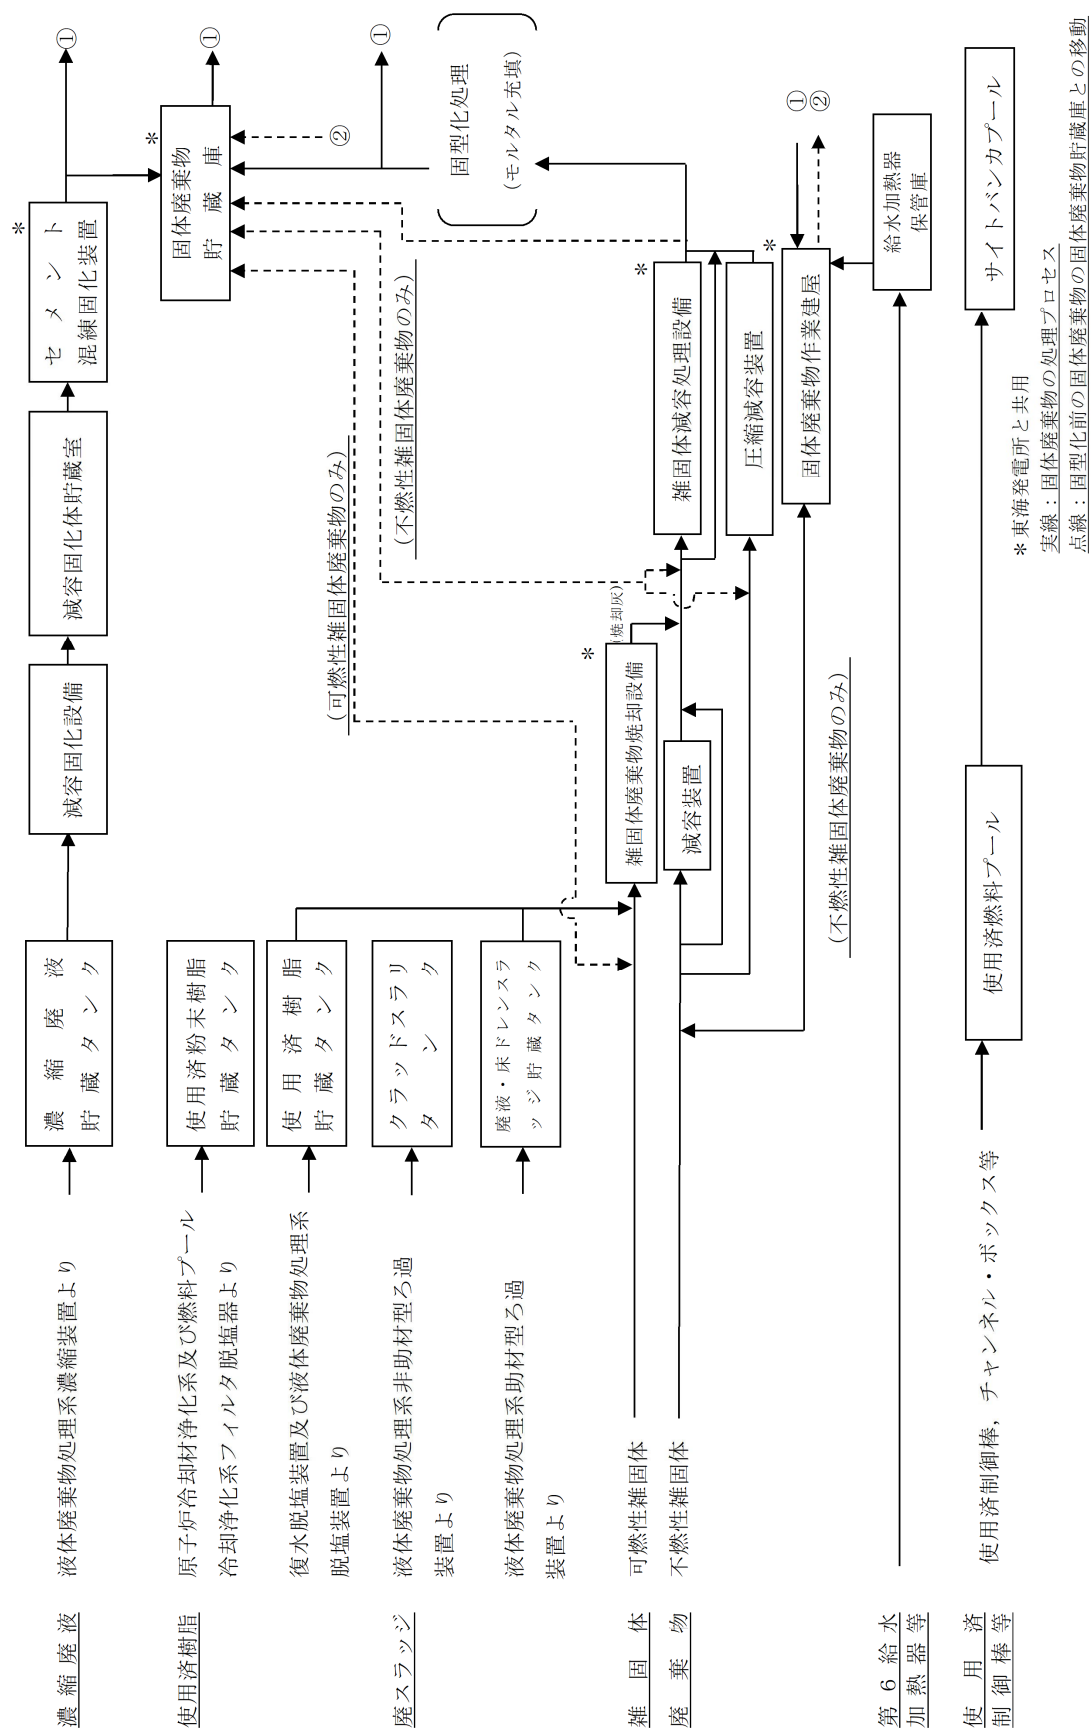 濃縮廃液
液体廃棄物処理系濃縮装置より
濃縮廃液
貯蔵タンク
減容固化設備
減容固化体貯蔵室
*
セメント
混練固化装置
①
使用済樹脂
原子炉冷却材浄化系及び燃料プール
冷却浄化系フィルタ脱塩器より
使用済粉末樹脂
貯蔵タンク
*
固体廃棄物
貯蔵庫
①
復水脱塩装置及び液体廃棄物処理系
脱塩装置より
使用済樹脂
貯蔵タンク
(可燃性雑固体廃棄物のみ)
②
廃スラッジ
液体廃棄物処理系非助材型ろ過
装置より
クラッドスラリ
タンク
(不燃性雑固体廃棄物のみ)
①
液体廃棄物処理系助材型ろ過
装置より
廃液・床ドレンスラ
ッジ貯蔵タンク
固型化処理
(モルタル充填)
雑固体
廃棄物
可燃性雑固体
不燃性雑固体
*
雑固体廃棄物焼却設備
焼却灰)
減容装置
*
雑固体減容処理設備
圧縮減容装置
*
固体廃棄物作業建屋
①
②
(不燃性雑固体廃棄物のみ)
第6給水
加熱器等
給水加熱器
保管庫
使用済
制御棒等
使用済制御棒，チャンネル・ボックス等
使用済燃料プール
サイトバンカプール
*東海発電所と共用
実線：固体廃棄物の処理プロセス
点線：固型化前の固体廃棄物の固体廃棄物貯蔵庫との移動